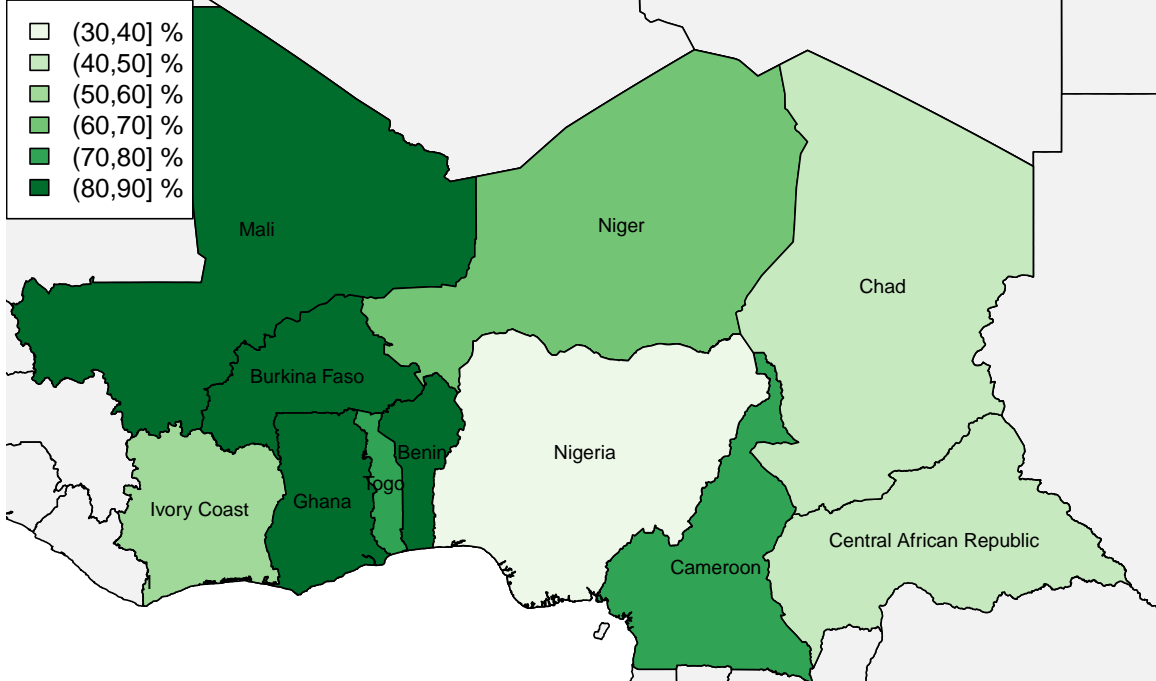 (30,40] %
(40,50] %
(50,60] %
(60,70] %
(70,80] %
(80,90] %
Mali
Niger
Chad
Burkina Faso
Benin
Nigeria
Togo
Ghana
Ivory Coast
Central African Republic
Cameroon